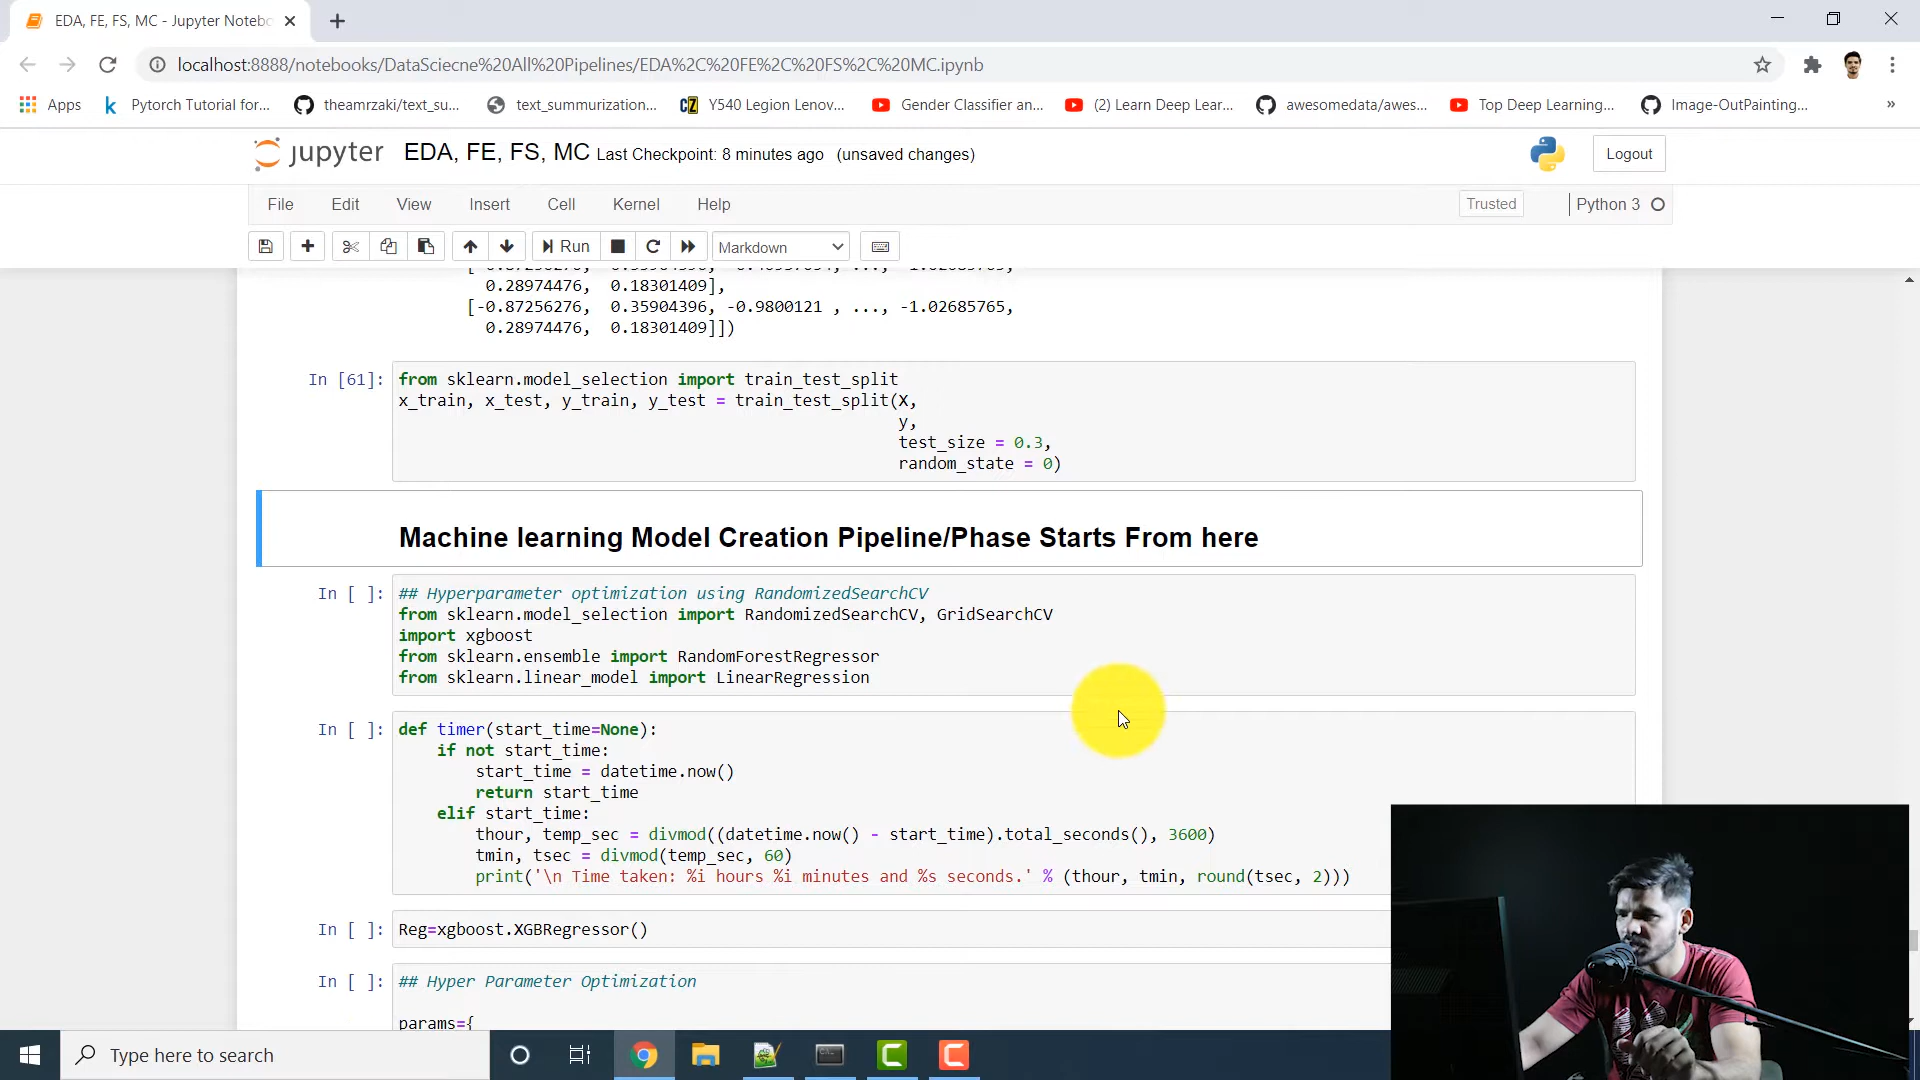 EDA, FE, FS, MC - Jupyter Notebo
localhost:8888/notebooks/DataSciecne%20All%20Pipelines/EDA%2C%20FE%2C%20FS%2C%20MC.ipynb
Apps Pytorch Tutorial for... theamrzaki/text_su... text_summurization... CZ Y540 Legion Lenov... Gender Classifier an... (2) Learn Deep Lear... awesomedata/awes... Top Deep Learning... Image-OutPainting... »
jupyter EDA, FE, FS, MC Last Checkpoint: 8 minutes ago (unsaved changes) Logout
File Edit View Insert Cell Kernel Help Trusted Python 3
Run Markdown
0.28974476, 0.18301409],
[-0.87256276, 0.35904396, -0.9800121 , ..., -1.02685765,
0.28974476, 0.18301409]])
In [61]: from sklearn.model_selection import train_test_split
x_train, x_test, y_train, y_test = train_test_split(X,
y,
test_size = 0.3,
random_state = 0)
Machine learning Model Creation Pipeline/Phase Starts From here
In [ ]: ## Hyperparameter optimization using RandomizedSearchCV
from sklearn.model_selection import RandomizedSearchCV, GridSearchCV
import xgboost
from sklearn.ensemble import RandomForestRegressor
from sklearn.linear_model import LinearRegression
In [ ]: def timer(start_time=None):
if not start_time:
start_time = datetime.now()
return start_time
elif start_time:
thour, temp_sec = divmod((datetime.now() - start_time).total_seconds(), 3600)
tmin, tsec = divmod(temp_sec, 60)
print('\n Time taken: %i hours %i minutes and %s seconds.' % (thour, tmin, round(tsec, 2)))
In [ ]: Reg=xgboost.XGBRegressor()
In [ ]: ## Hyper Parameter Optimization
params={
Type here to search